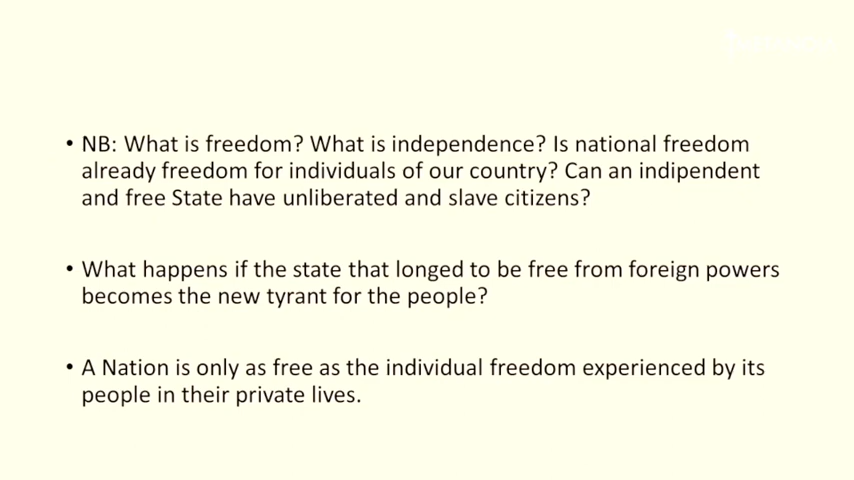 • NB: What is freedom? What is independence? Is national freedom
already freedom for individuals of our country? Can an indipendent
and free State have unliberated and slave citizens?
• What happens if the state that longed to be free from foreign powers
becomes the new tyrant for the people?
• A Nation is only as free as the individual freedom experienced by its
people in their private lives.